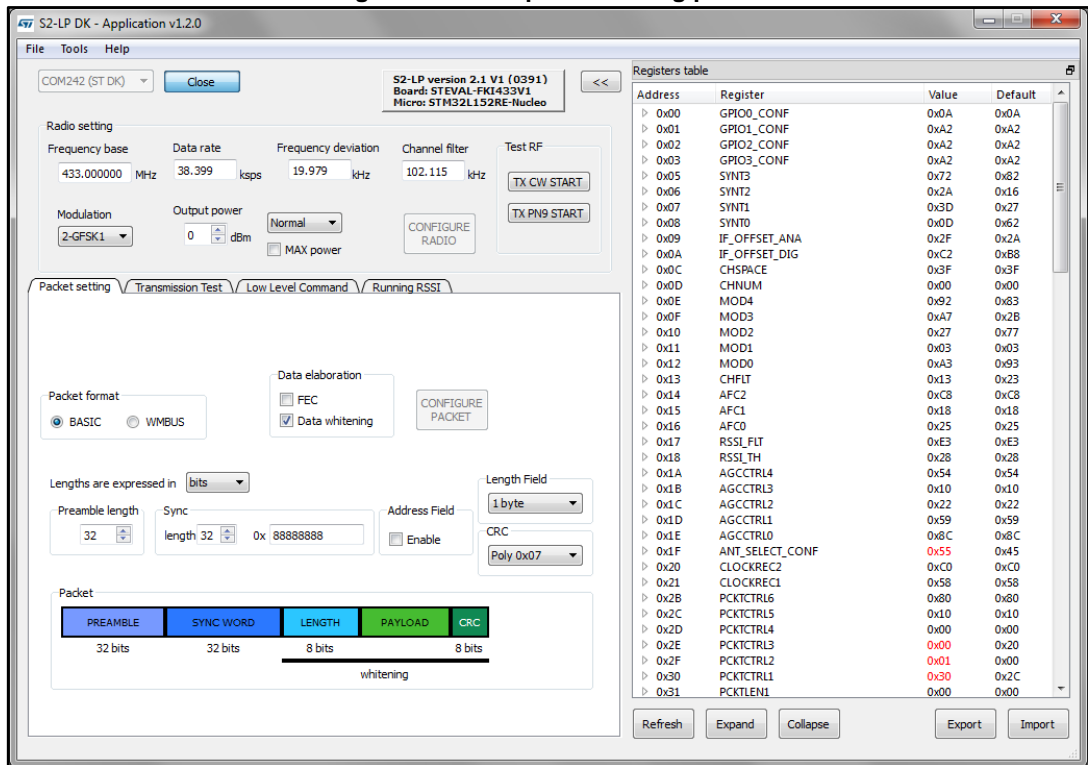 S2-LP DK - Application v1.2.0
File Tools Help
COM242 (ST DK)
Close
S2-LP version 2.1 V1 (0391)
Board: STEVAL-FKI433V1
Micro: STM32L152RE-Nucleo
<<
Radio setting
Frequency base Data rate Frequency deviation Channel filter
433.000000 MHz 38.399 ksps 19.979 kHz 102.115 kHz
Modulation Output power
2-GFSK1 0 dBm Normal
MAX power
CONFIGURE
RADIO
Test RF
TX CW START
TX PN9 START
Packet setting Transmission Test Low Level Command Running RSSI
Packet format
BASIC WMBUS
Data elaboration
FEC
Data whitening
CONFIGURE
PACKET
Lengths are expressed in bits
Preamble length
32
Sync
length 32 0x 88888888
Address Field
Enable
Length Field
1 byte
CRC
Poly 0x07
Packet
PREAMBLE SYNC WORD LENGTH PAYLOAD CRC
32 bits 32 bits 8 bits 8 bits
whitening
Registers table
Address Register Value Default
0x00 GPIO0_CONF 0x0A 0x0A
0x01 GPIO1_CONF 0xA2 0xA2
0x02 GPIO2_CONF 0xA2 0xA2
0x03 GPIO3_CONF 0xA2 0xA2
0x05 SYNT3 0x72 0x82
0x06 SYNT2 0x2A 0x16
0x07 SYNT1 0x3D 0x27
0x08 SYNT0 0x0D 0x62
0x09 IF_OFFSET_ANA 0x2F 0x2A
0x0A IF_OFFSET_DIG 0xC2 0xB8
0x0C CHSPACE 0x3F 0x3F
0x0D CHNUM 0x00 0x00
0x0E MOD4 0x92 0x83
0x0F MOD3 0xA7 0x2B
0x10 MOD2 0x27 0x77
0x11 MOD1 0x03 0x03
0x12 MOD0 0xA3 0x93
0x13 CHFLT 0x13 0x23
0x14 AFC2 0xC8 0xC8
0x15 AFC1 0x18 0x18
0x16 AFC0 0x25 0x25
0x17 RSSI_FLT 0xE3 0xE3
0x18 RSSI_TH 0x28 0x28
0x1A AGCCTRL4 0x54 0x54
0x1B AGCCTRL3 0x10 0x10
0x1C AGCCTRL2 0x22 0x22
0x1D AGCCTRL1 0x59 0x59
0x1E AGCCTRL0 0x8C 0x8C
0x1F ANT_SELECT_CONF 0x55 0x45
0x20 CLOCKREC2 0xC0 0xC0
0x21 CLOCKREC1 0x58 0x58
0x2B PCKTCTRL6 0x80 0x80
0x2C PCKTCTRL5 0x10 0x10
0x2D PCKTCTRL4 0x00 0x00
0x2E PCKTCTRL3 0x00 0x20
0x2F PCKTCTRL2 0x01 0x00
0x30 PCKTCTRL1 0x30 0x2C
0x31 PCKTLEN1 0x00 0x00
Refresh Expand Collapse Export Import